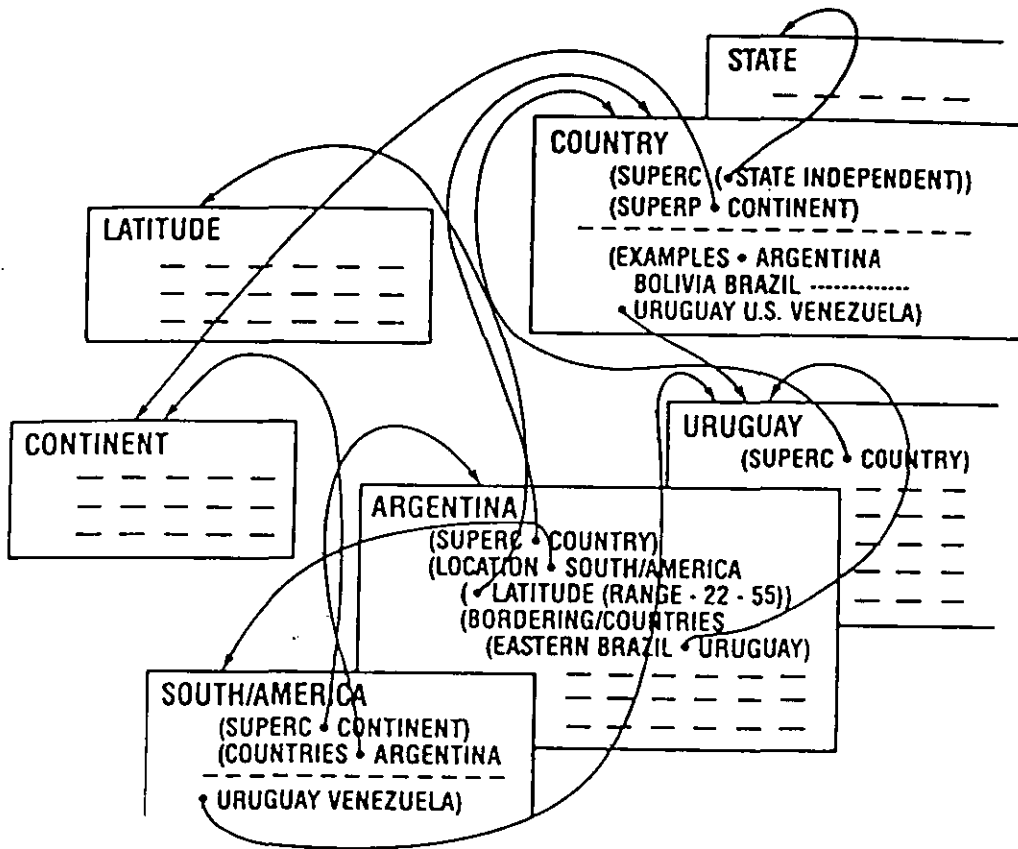 STATE
COUNTRY
(SUPERC (•STATE INDEPENDENT))
(SUPERP • CONTINENT)
(EXAMPLES • ARGENTINA
BOLIVIA BRAZIL -------------
• URUGUAY U.S. VENEZUELA)
LATITUDE
CONTINENT
URUGUAY
(SUPERC • COUNTRY)
ARGENTINA
(SUPERC • COUNTRY)
(LOCATION • SOUTH/AMERICA
( • LATITUDE (RANGE - 22 - 55))
(BORDERING/COUNTRIES
(EASTERN BRAZIL • URUGUAY)
SOUTH/AMERICA
(SUPERC • CONTINENT)
(COUNTRIES • ARGENTINA
• URUGUAY VENEZUELA)